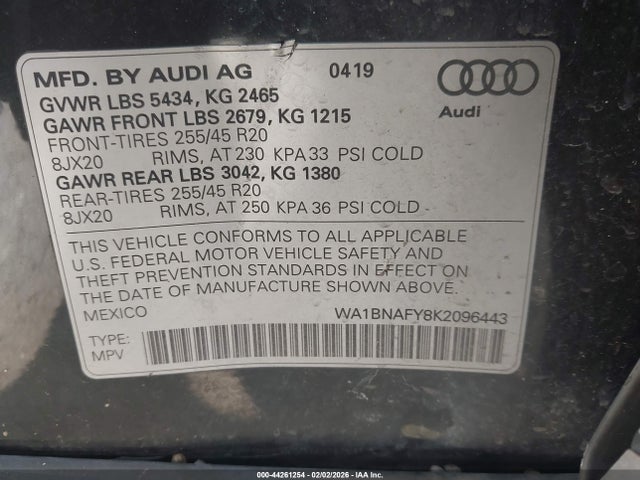 MFD. BY AUDI AG 0419
GVWR LBS 5434, KG 2465
GAWR FRONT LBS 2679, KG 1215
FRONT-TIRES 255/45 R20
8JX20 RIMS, AT 230 KPA 33 PSI COLD
GAWR REAR LBS 3042, KG 1380
REAR-TIRES 255/45 R20
8JX20 RIMS, AT 250 KPA 36 PSI COLD
Audi
THIS VEHICLE CONFORMS TO ALL APPLICABLE
U.S. FEDERAL MOTOR VEHICLE SAFETY AND
THEFT PREVENTION STANDARDS IN EFFECT ON
THE DATE OF MANUFACTURE SHOWN ABOVE.
MEXICO WA1BNAFY8K2096443
TYPE:
MPV
000-44261254 - 02/02/2026 - IAA Inc.